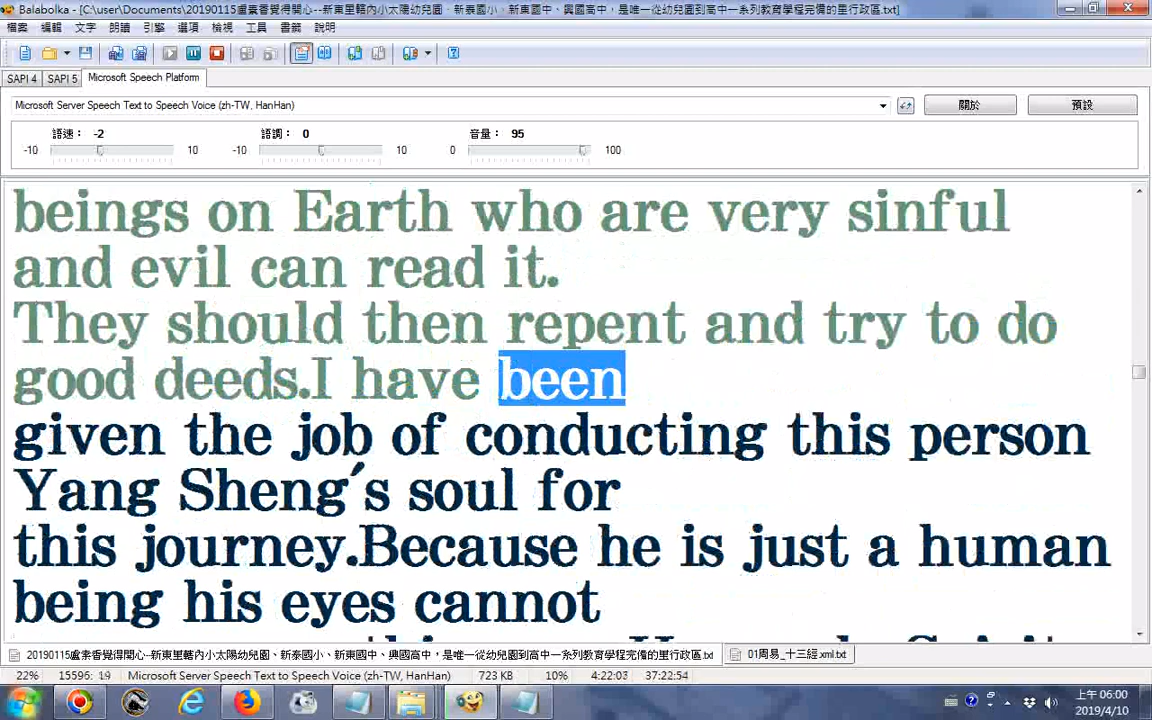 Balabolka - [C:\user\Documents\20190115盧素香覺得開心--新東里轄內小太陽幼兒園、新泰國小、新東國中、興國高中，是唯一從幼兒園到高中一系列教育學程完備的里行政區.txt]
檔案 編輯 文字 朗讀 引擎 選項 檢視 工具 書籤 說明
SAPI 4 SAPI 5 Microsoft Speech Platform
Microsoft Server Speech Text to Speech Voice (zh-TW, HanHan) 關於 預設
語速： -2 語調： 0 音量： 95
-10 10 -10 10 0 100
beings on Earth who are very sinful
and evil can read it.
They should then repent and try to do
good deeds.I have been
given the job of conducting this person
Yang Sheng's soul for
this journey.Because he is just a human
being his eyes cannot
20190115盧素香覺得開心--新東里轄內小太陽幼兒園、新泰國小、新東國中、興國高中，是唯一從幼兒園到高中一系列教育學程完備的里行政區.txt 01周易_十三經.xml.txt
22% 15596: 19 Microsoft Server Speech Text to Speech Voice (zh-TW, HanHan) 723 KB 10% 4:22:03 37:22:54
上午 06:00
2019/4/10